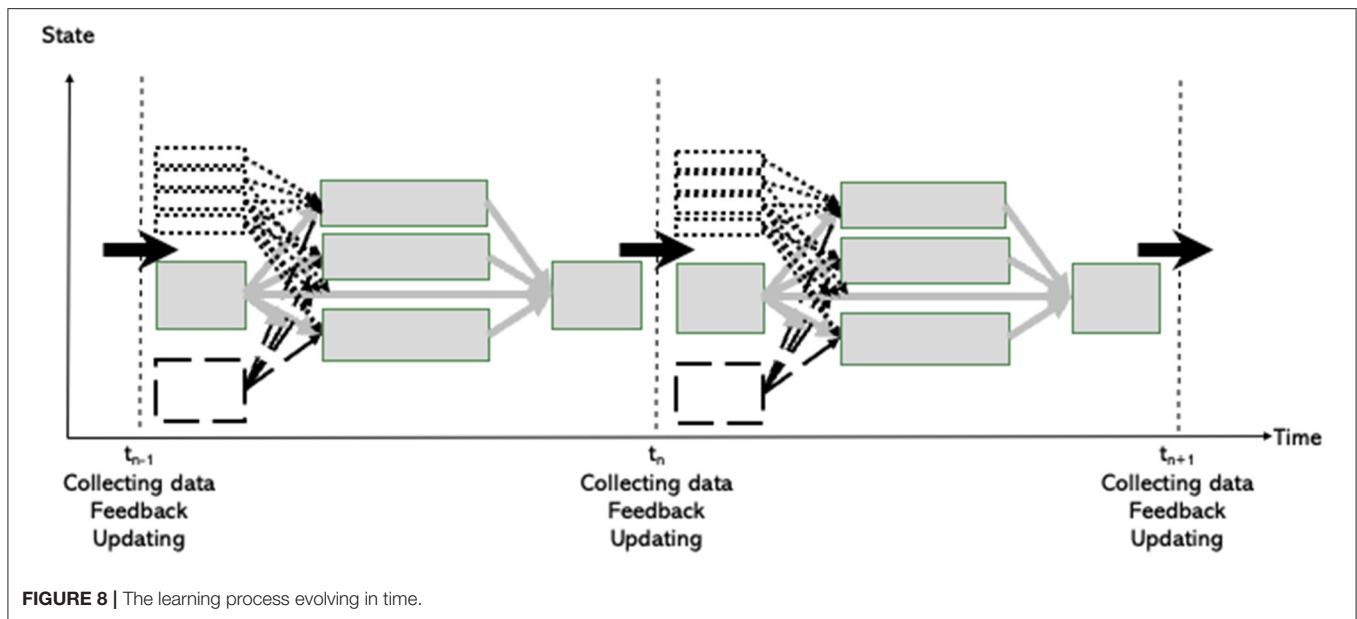 State
Time
tn-1
Collecting data
Feedback
Updating
tn
Collecting data
Feedback
Updating
tn+1
Collecting data
Feedback
Updating
FIGURE 8 | The learning process evolving in time.